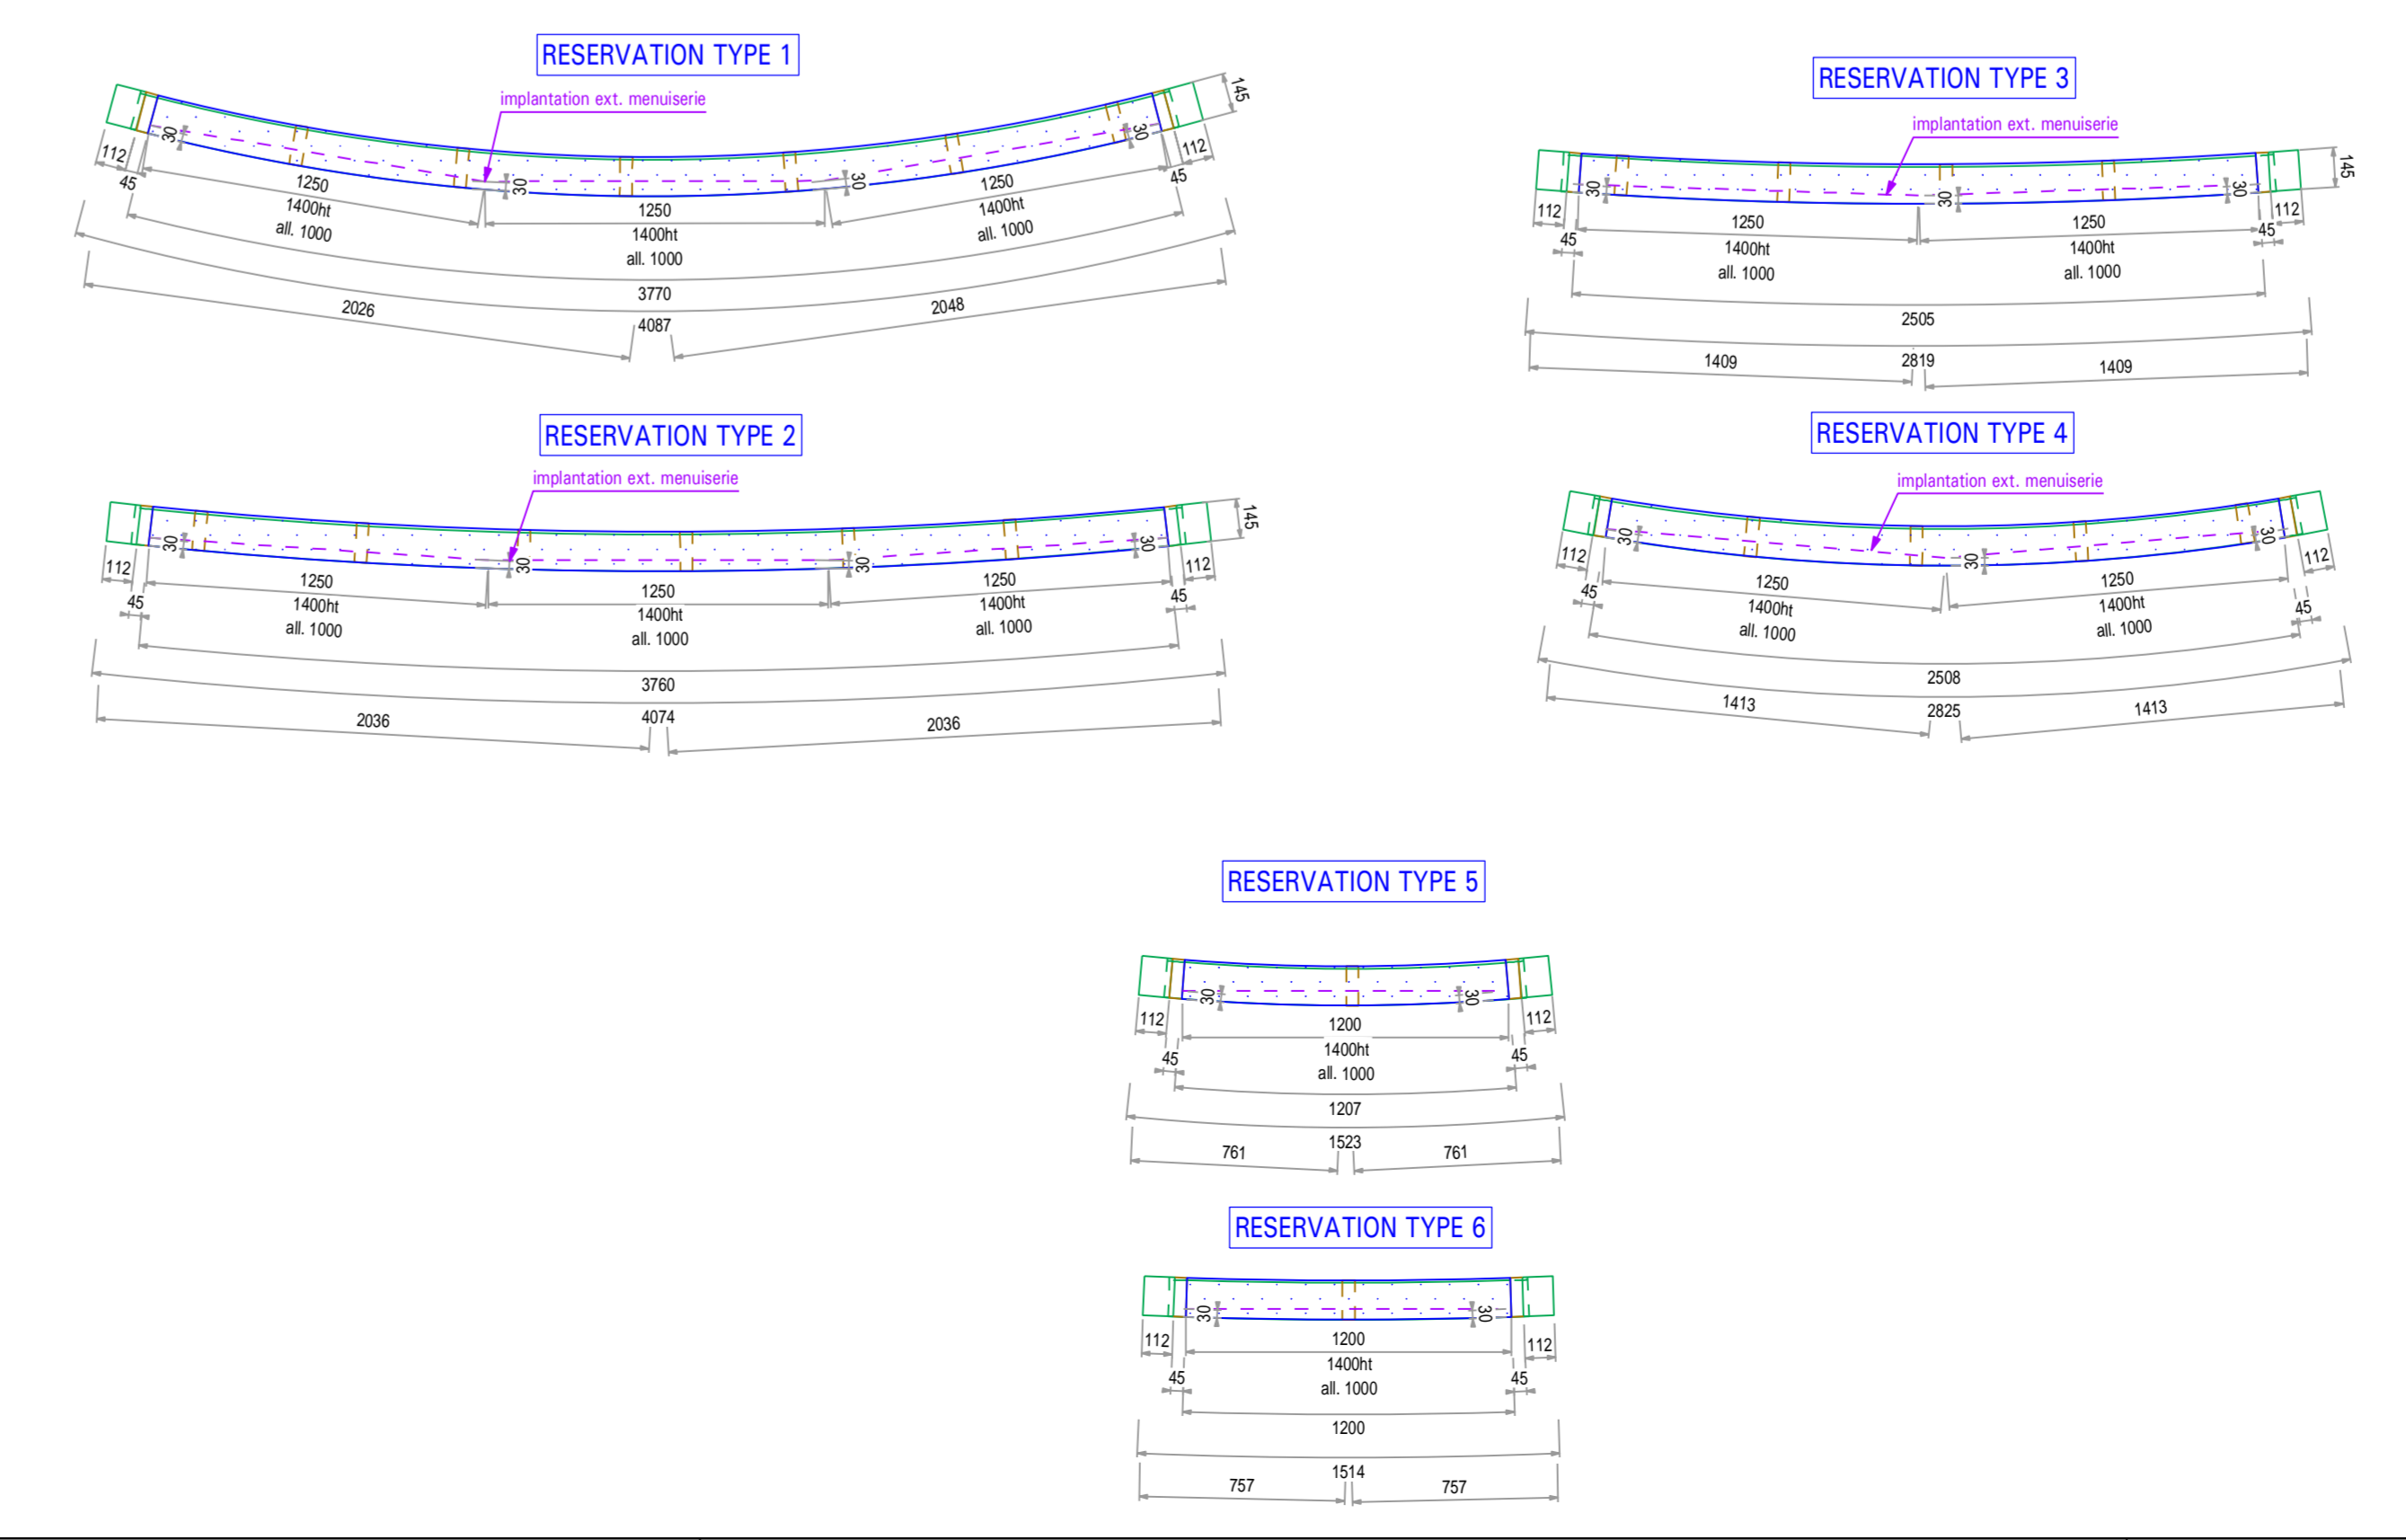 RESERVATION TYPE 1
implantation ext. menuiserie
145
30
30
30
30
112
45
1250
1400ht
all. 1000
1250
1400ht
all. 1000
1250
1400ht
all. 1000
112
45
3770
4087
2026
2048
RESERVATION TYPE 2
implantation ext. menuiserie
145
30
30
30
30
112
45
1250
1400ht
all. 1000
1250
1400ht
all. 1000
1250
1400ht
all. 1000
112
45
3760
4074
2036
2036
RESERVATION TYPE 3
implantation ext. menuiserie
145
30
30
30
112
45
1250
1400ht
all. 1000
1250
1400ht
all. 1000
112
45
2505
1409
2819
1409
RESERVATION TYPE 4
implantation ext. menuiserie
30
30
30
112
45
1250
1400ht
all. 1000
1250
1400ht
all. 1000
112
45
2508
1413
2825
1413
RESERVATION TYPE 5
30
30
112
45
1200
1400ht
all. 1000
112
45
1207
761
1523
761
RESERVATION TYPE 6
30
30
112
45
1200
1400ht
all. 1000
112
45
1200
757
1514
757